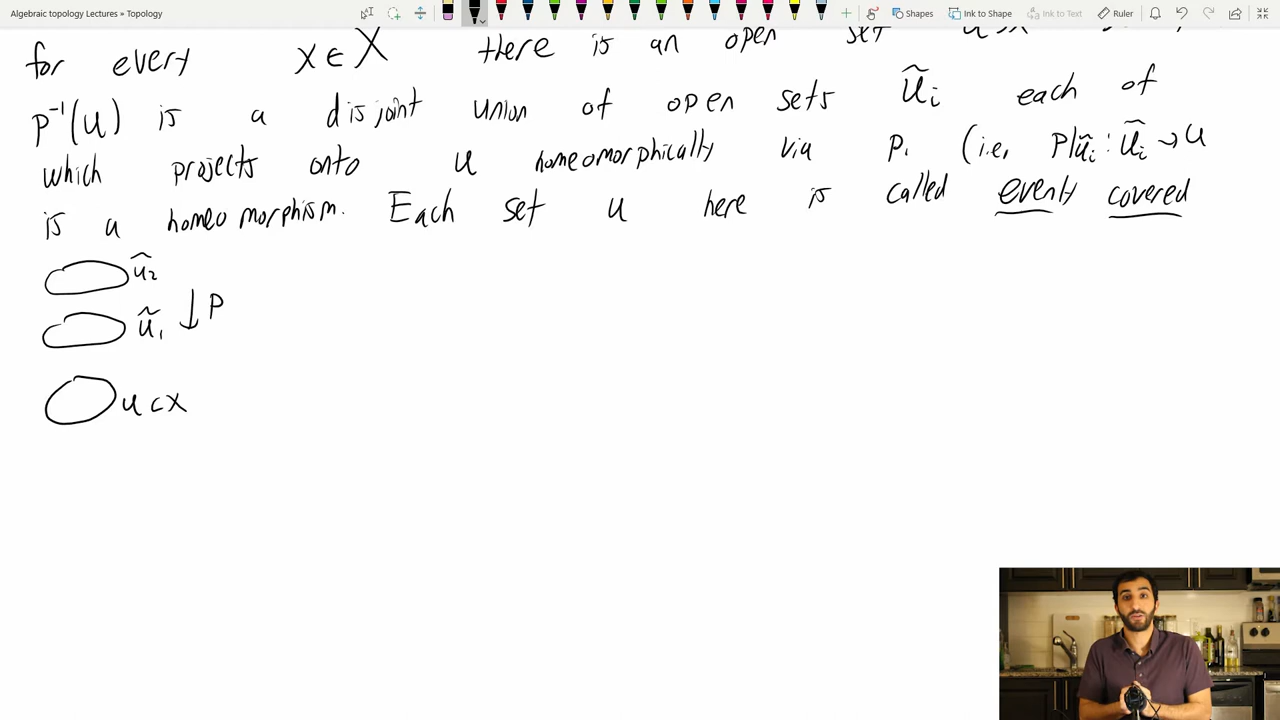 Algebraic topology Lectures » Topology
Shapes
Ink to Shape
Ink to Text
Ruler
for every x ∈ X there is an open set
p⁻¹(U) is a disjoint union of open sets Ũi each of
which projects onto U homeomorphically via p. (i.e. P|Ũi : Ũi → U
is a homeomorphism. Each set U here is called evenly covered
Ũ2
Ũ1 ↓ P
U ⊂ X